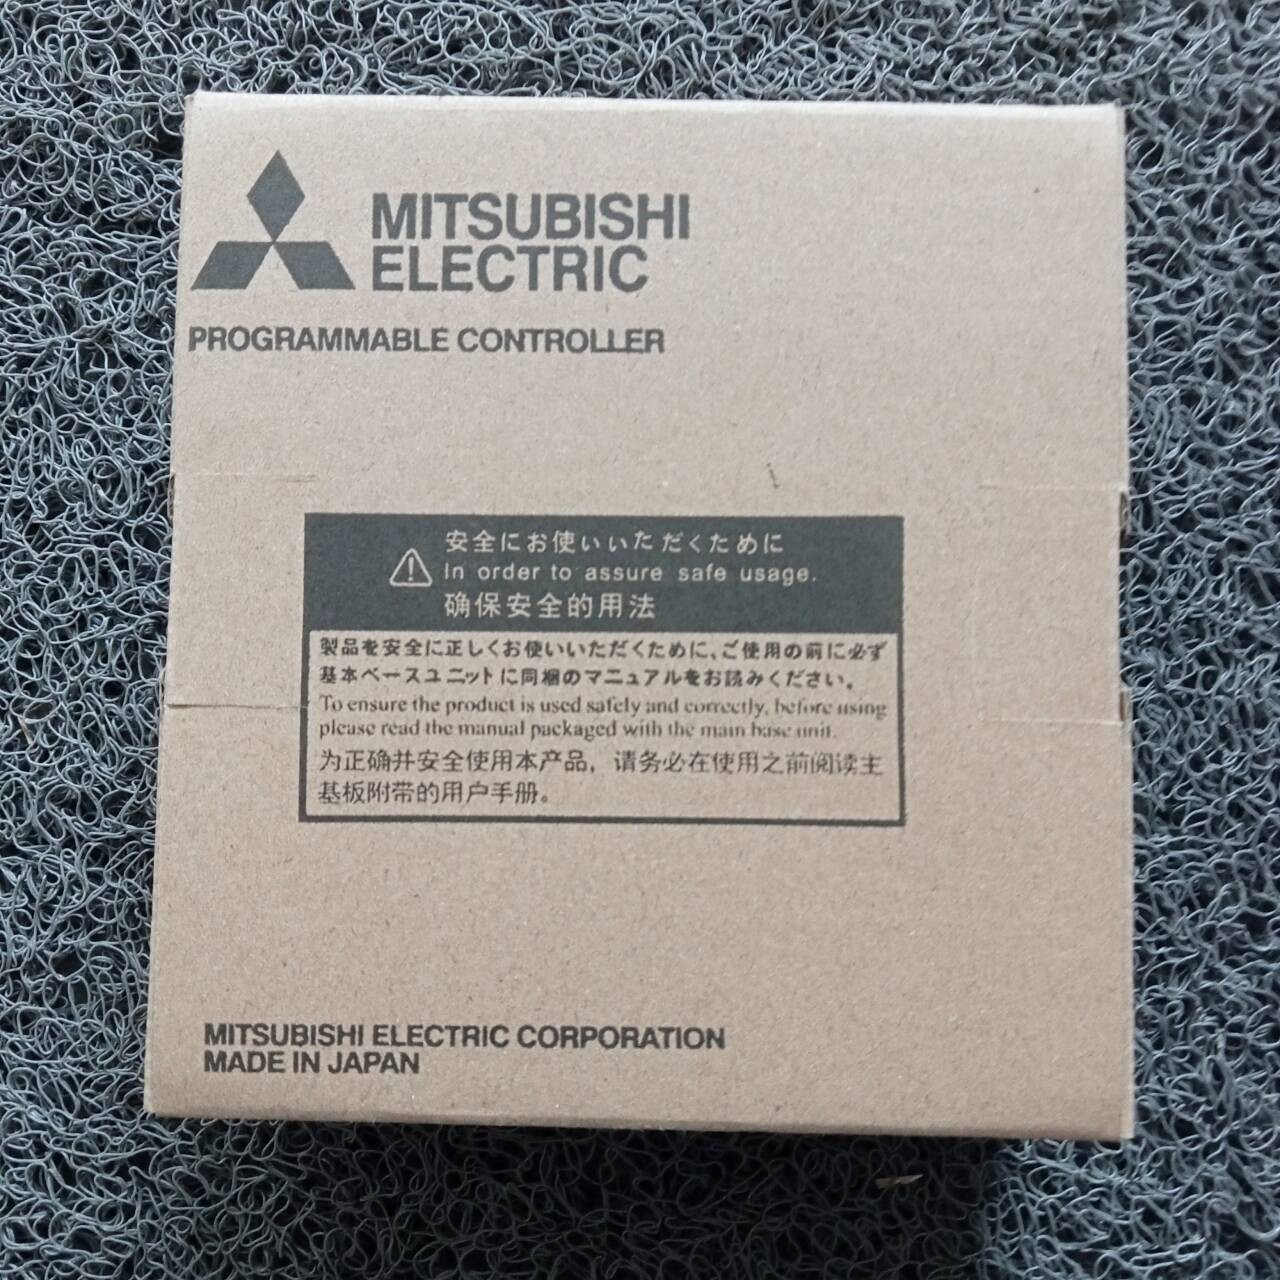 MITSUBISHI
ELECTRIC
PROGRAMMABLE CONTROLLER
安全にお使いいただくために
In order to assure safe usage.
确保安全的用法
製品を安全に正しくお使いいただくために、ご使用の前に必ず
基本ベースユニットに同梱のマニュアルをお読みください。
To ensure the product is used safely and correctly, before using
please read the manual packaged with the main base unit.
为正确并安全使用本产品，请务必在使用之前阅读主
基板附带的用户手册。
MITSUBISHI ELECTRIC CORPORATION
MADE IN JAPAN